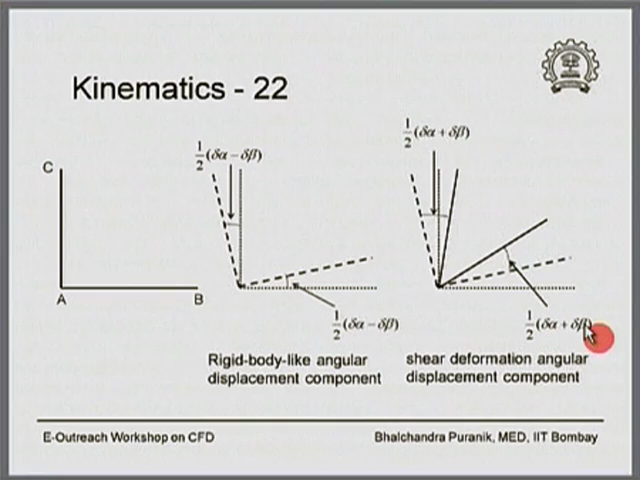 Kinematics - 22
C
A
B
1/2(δα − δβ)
1/2(δα − δβ)
Rigid-body-like angular
displacement component
1/2(δα + δβ)
1/2(δα + δβ)
shear deformation angular
displacement component
E-Outreach Workshop on CFD
Bhalchandra Puranik, MED, IIT Bombay